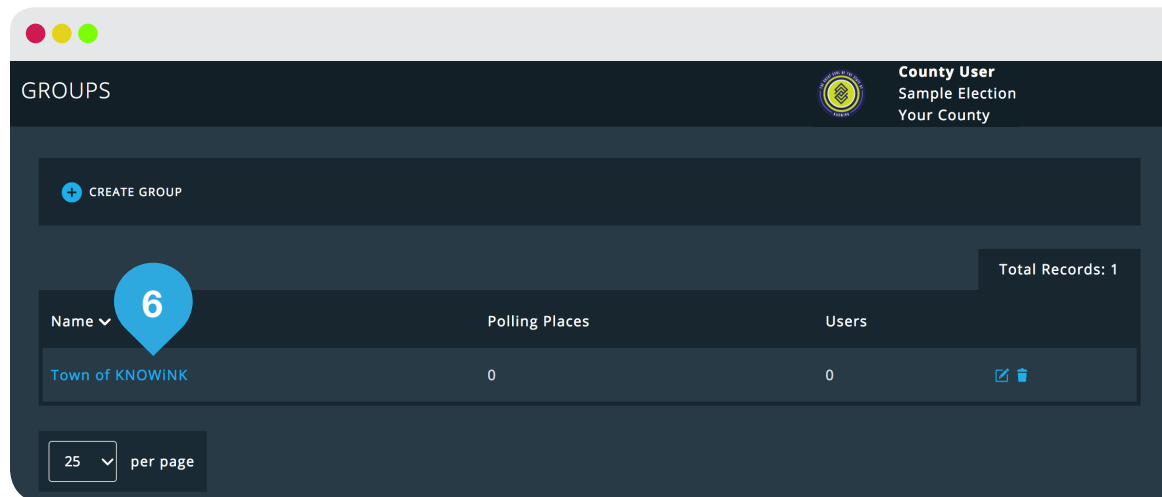 GROUPS
County User
Sample Election
Your County
CREATE GROUP
Total Records: 1
6
Name Polling Places Users
Town of KNOWiNK 0 0
25 per page